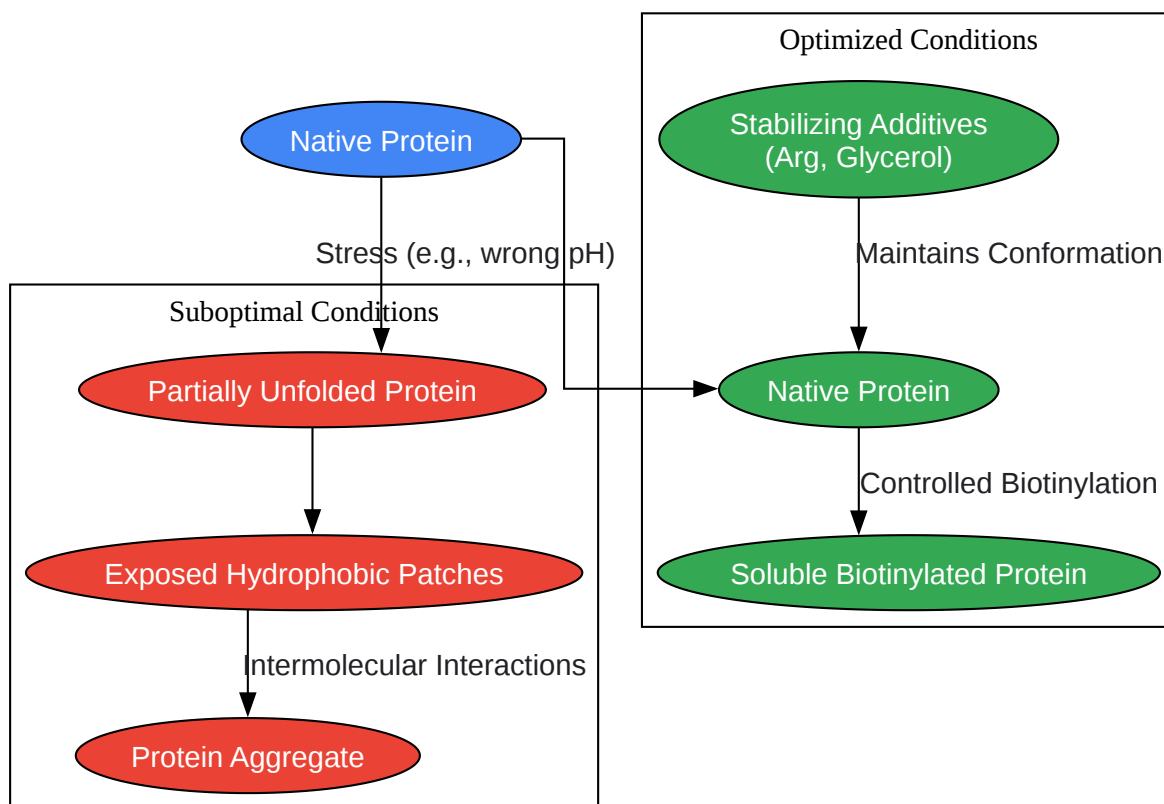 Optimized Conditions
Native Protein
Stabilizing Additives
(Arg, Glycerol)
Stress (e.g., wrong pH)
Maintains Conformation
Suboptimal Conditions
Partially Unfolded Protein
Native Protein
Controlled Biotinylation
Exposed Hydrophobic Patches
Soluble Biotinylated Protein
Intermolecular Interactions
Protein Aggregate